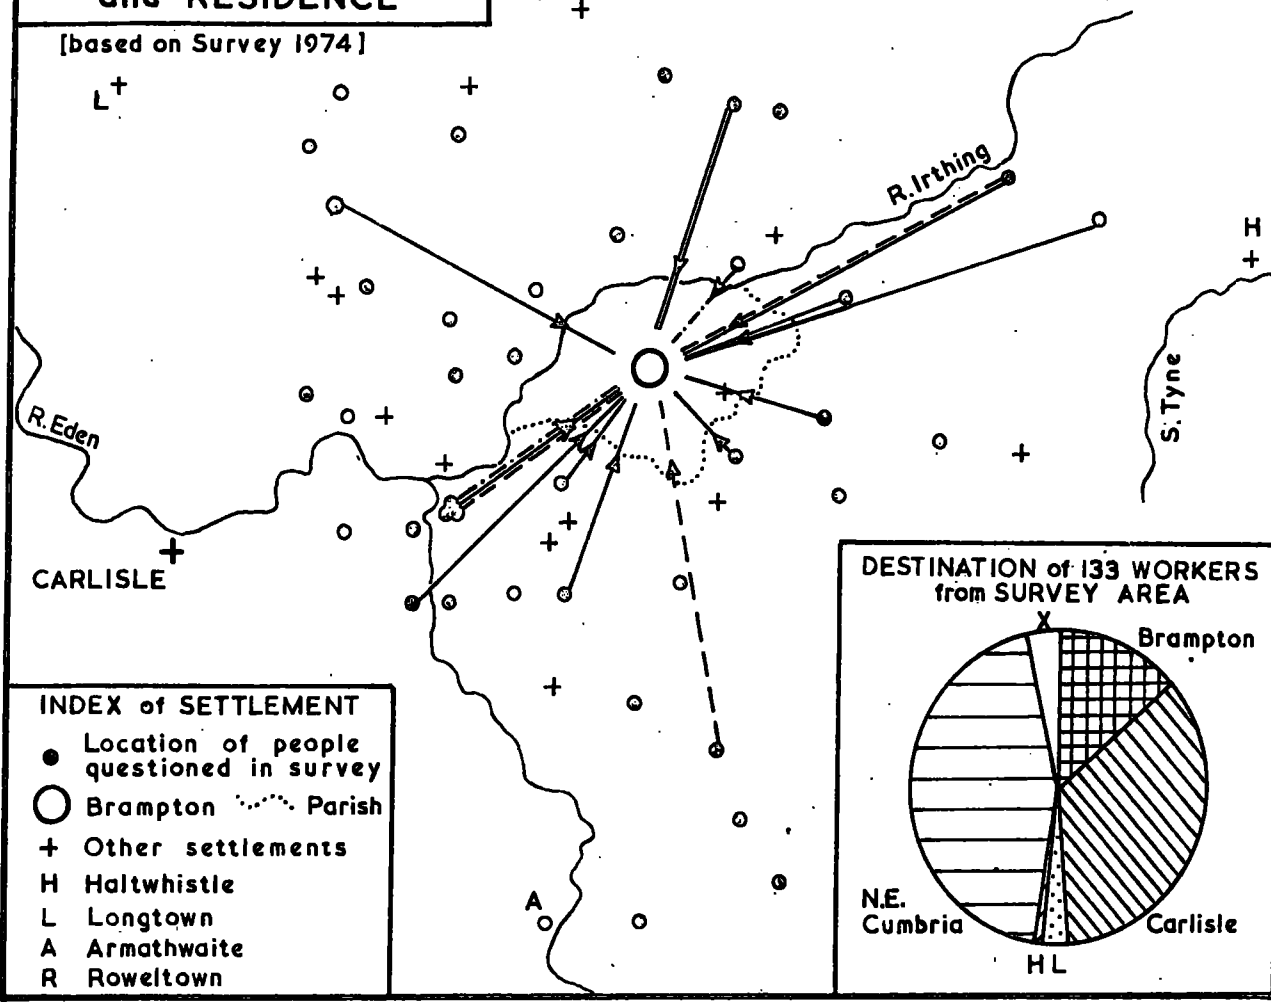 and RESIDENCE
[based on Survey 1974]
L
R. Irthing
H
S. Tyne
R. Eden
CARLISLE
A
INDEX of SETTLEMENT
Location of people
questioned in survey
Brampton Parish
Other settlements
H Haltwhistle
L Longtown
A Armathwaite
R Roweltown
DESTINATION of 133 WORKERS
from SURVEY AREA
X
Brampton
N.E.
Cumbria
Carlisle
H L